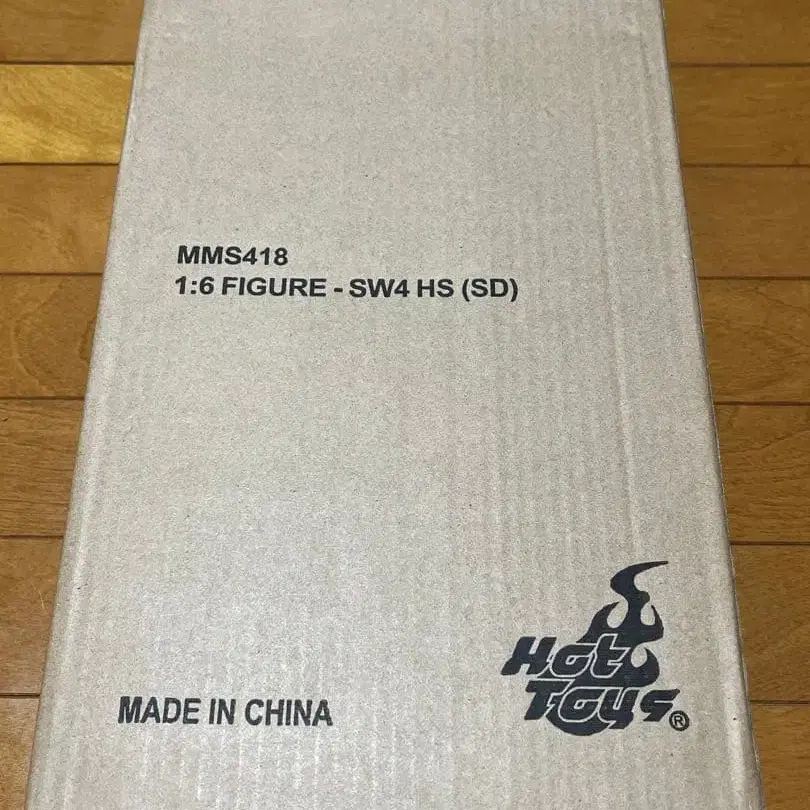 MMS418
1:6 FIGURE - SW4 HS (SD)
Hot
Toys®
MADE IN CHINA